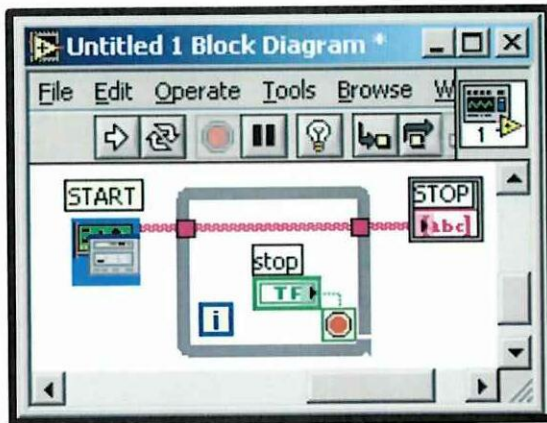 Untitled 1 Block Diagram *
File Edit Operate Tools Browse W
1
START
STOP
[abc]
stop
TF
i